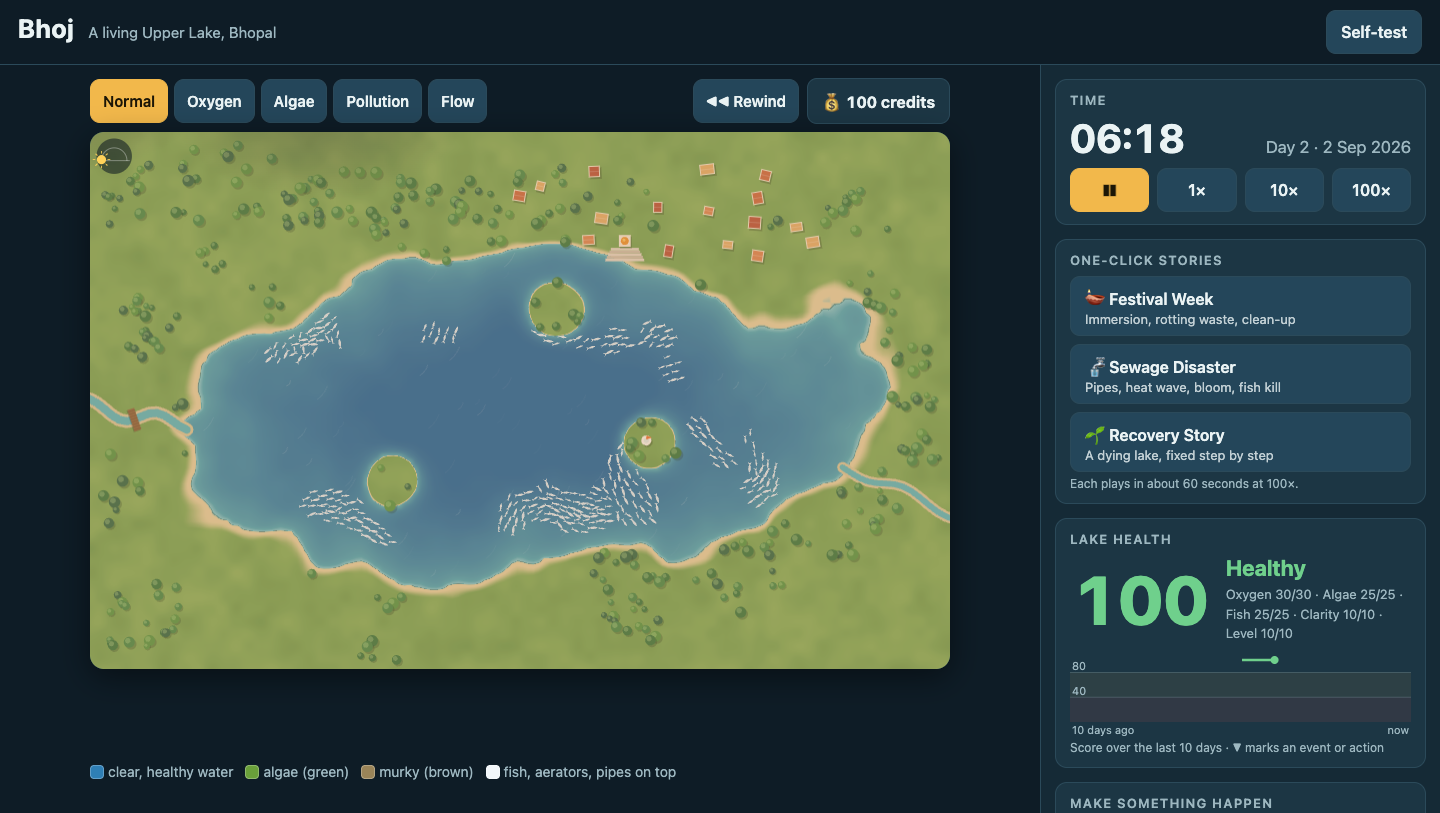 Bhoj A living Upper Lake, Bhopal
Self-test
Normal Oxygen Algae Pollution Flow
◀◀ Rewind
💰 100 credits
TIME
06:18
Day 2 · 2 Sep 2026
1×
10×
100×
ONE-CLICK STORIES
Festival Week
Immersion, rotting waste, clean-up
Sewage Disaster
Pipes, heat wave, bloom, fish kill
Recovery Story
A dying lake, fixed step by step
Each plays in about 60 seconds at 100×.
LAKE HEALTH
100
Healthy
Oxygen 30/30 · Algae 25/25 ·
Fish 25/25 · Clarity 10/10 ·
Level 10/10
80
40
10 days ago
now
Score over the last 10 days · ▼ marks an event or action
MAKE SOMETHING HAPPEN
clear, healthy water
algae (green)
murky (brown)
fish, aerators, pipes on top